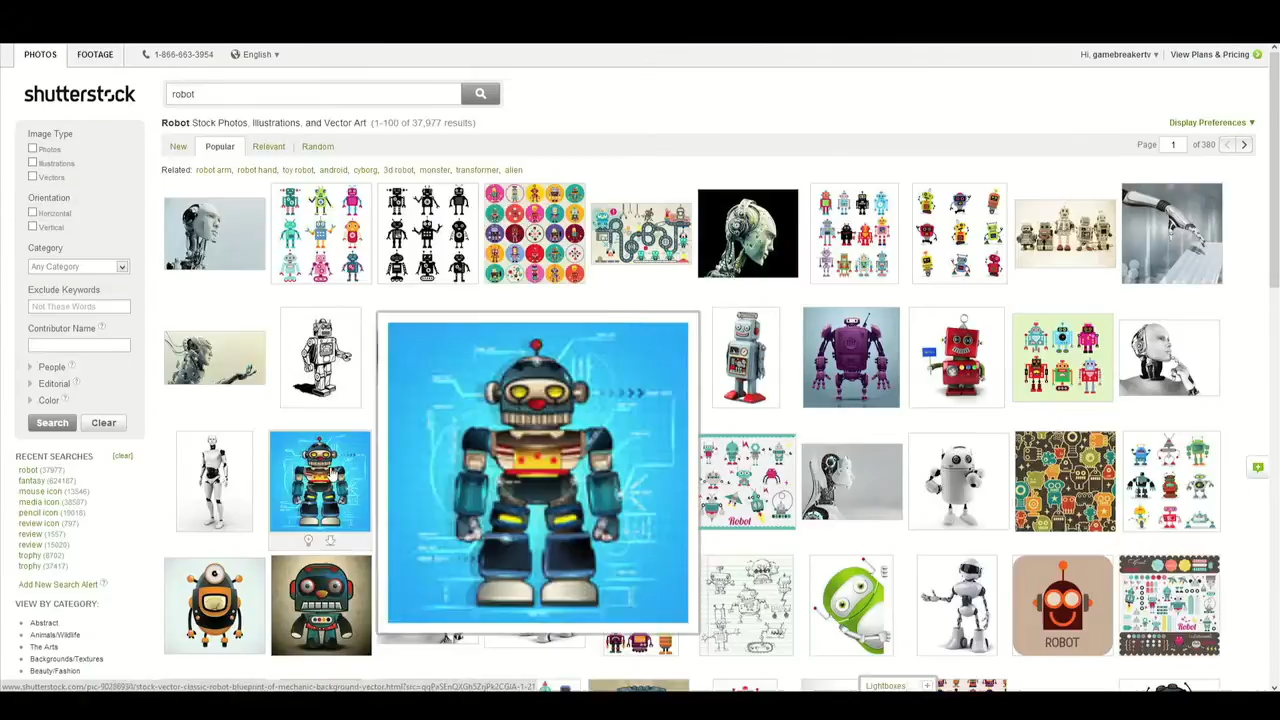 PHOTOS FOOTAGE 1-866-663-3954 English Hi, gamebreakertv View Plans & Pricing
shutterstock robot
Robot Stock Photos, Illustrations, and Vector Art (1-100 of 37,977 results) Display Preferences
New Popular Relevant Random Page 1 of 380
Related: robot arm, robot hand, toy robot, android, cyborg, 3d robot, monster, transformer, alien
Image Type
Photos
Illustrations
Vectors
Orientation
Horizontal
Vertical
Category
Any Category
Exclude Keywords
Not These Words
Contributor Name ?
People ?
Editorial ?
Color ?
Search Clear
RECENT SEARCHES [clear]
robot (37977)
fantasy (624167)
mouse icon (13546)
media icon (38587)
pencil icon (19018)
review icon (797)
review (1557)
review (15020)
trophy (8702)
trophy (37417)
Add New Search Alert ?
VIEW BY CATEGORY:
Abstract
Animals/Wildlife
The Arts
Backgrounds/Textures
Beauty/Fashion
Robot
ROBOT
Robot
Lightboxes